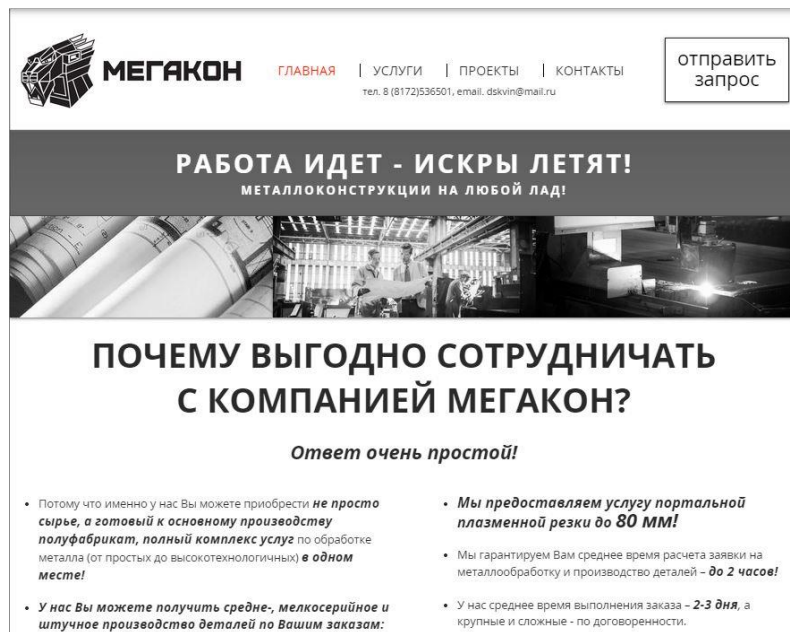 МЕГАКОН
ГЛАВНАЯ | УСЛУГИ | ПРОЕКТЫ | КОНТАКТЫ
тел. 8 (8172)536501, email. dskvin@mail.ru
отправить
запрос
РАБОТА ИДЕТ - ИСКРЫ ЛЕТЯТ!
МЕТАЛЛОКОНСТРУКЦИИ НА ЛЮБОЙ ЛАД!
ПОЧЕМУ ВЫГОДНО СОТРУДНИЧАТЬ
С КОМПАНИЕЙ МЕГАКОН?
Ответ очень простой!
• Потому что именно у нас Вы можете приобрести не просто
сырье, а готовый к основному производству
полуфабрикат, полный комплекс услуг по обработке
металла (от простых до высокотехнологичных) в одном
месте!
• У нас Вы можете получить средне-, мелкосерийное и
штучное производство деталей по Вашим заказам:
• Мы предоставляем услугу портальной
плазменной резки до 80 мм!
• Мы гарантируем Вам среднее время расчета заявки на
металлообработку и производство деталей – до 2 часов!
• У нас среднее время выполнения заказа – 2-3 дня, а
крупные и сложные - по договоренности.